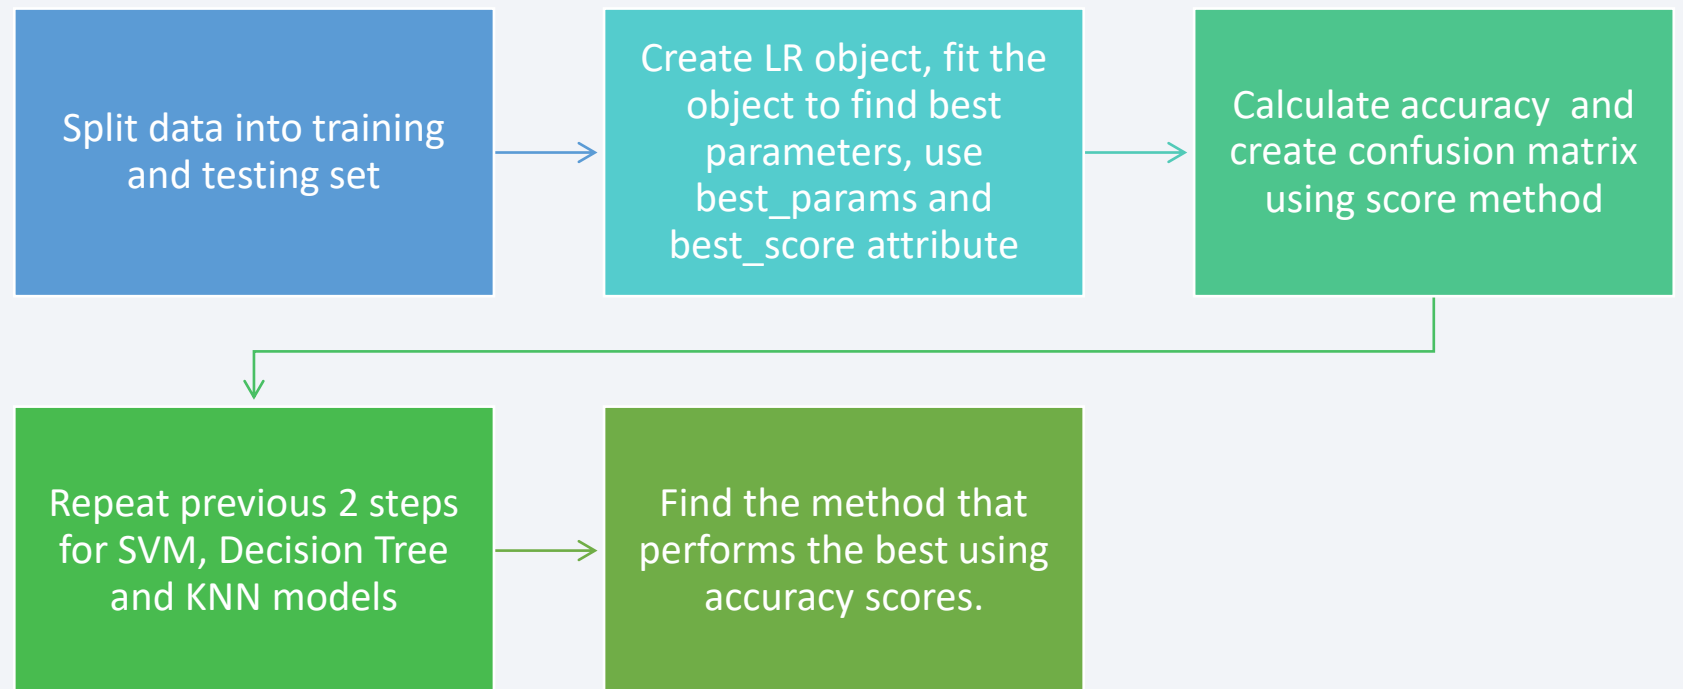 Split data into training
and testing set
Create LR object, fit the
object to find best
parameters, use
best_params and
best_score attribute
Calculate accuracy  and
create confusion matrix
using score method
Repeat previous 2 steps
for SVM, Decision Tree
and KNN models
Find the method that
performs the best using
accuracy scores.